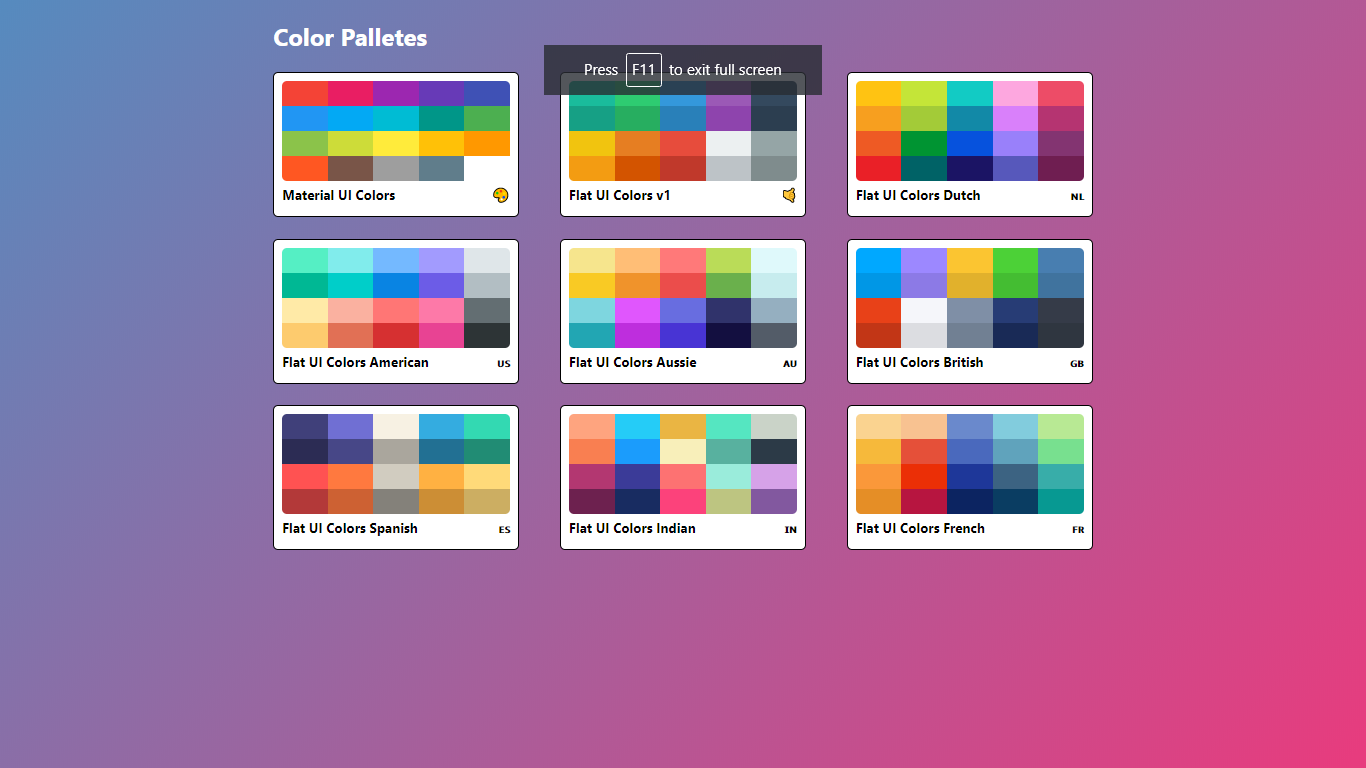 Color Palletes
Press F11 to exit full screen
Material UI Colors
Flat UI Colors v1
Flat UI Colors Dutch NL
Flat UI Colors American US
Flat UI Colors Aussie AU
Flat UI Colors British GB
Flat UI Colors Spanish ES
Flat UI Colors Indian IN
Flat UI Colors French FR